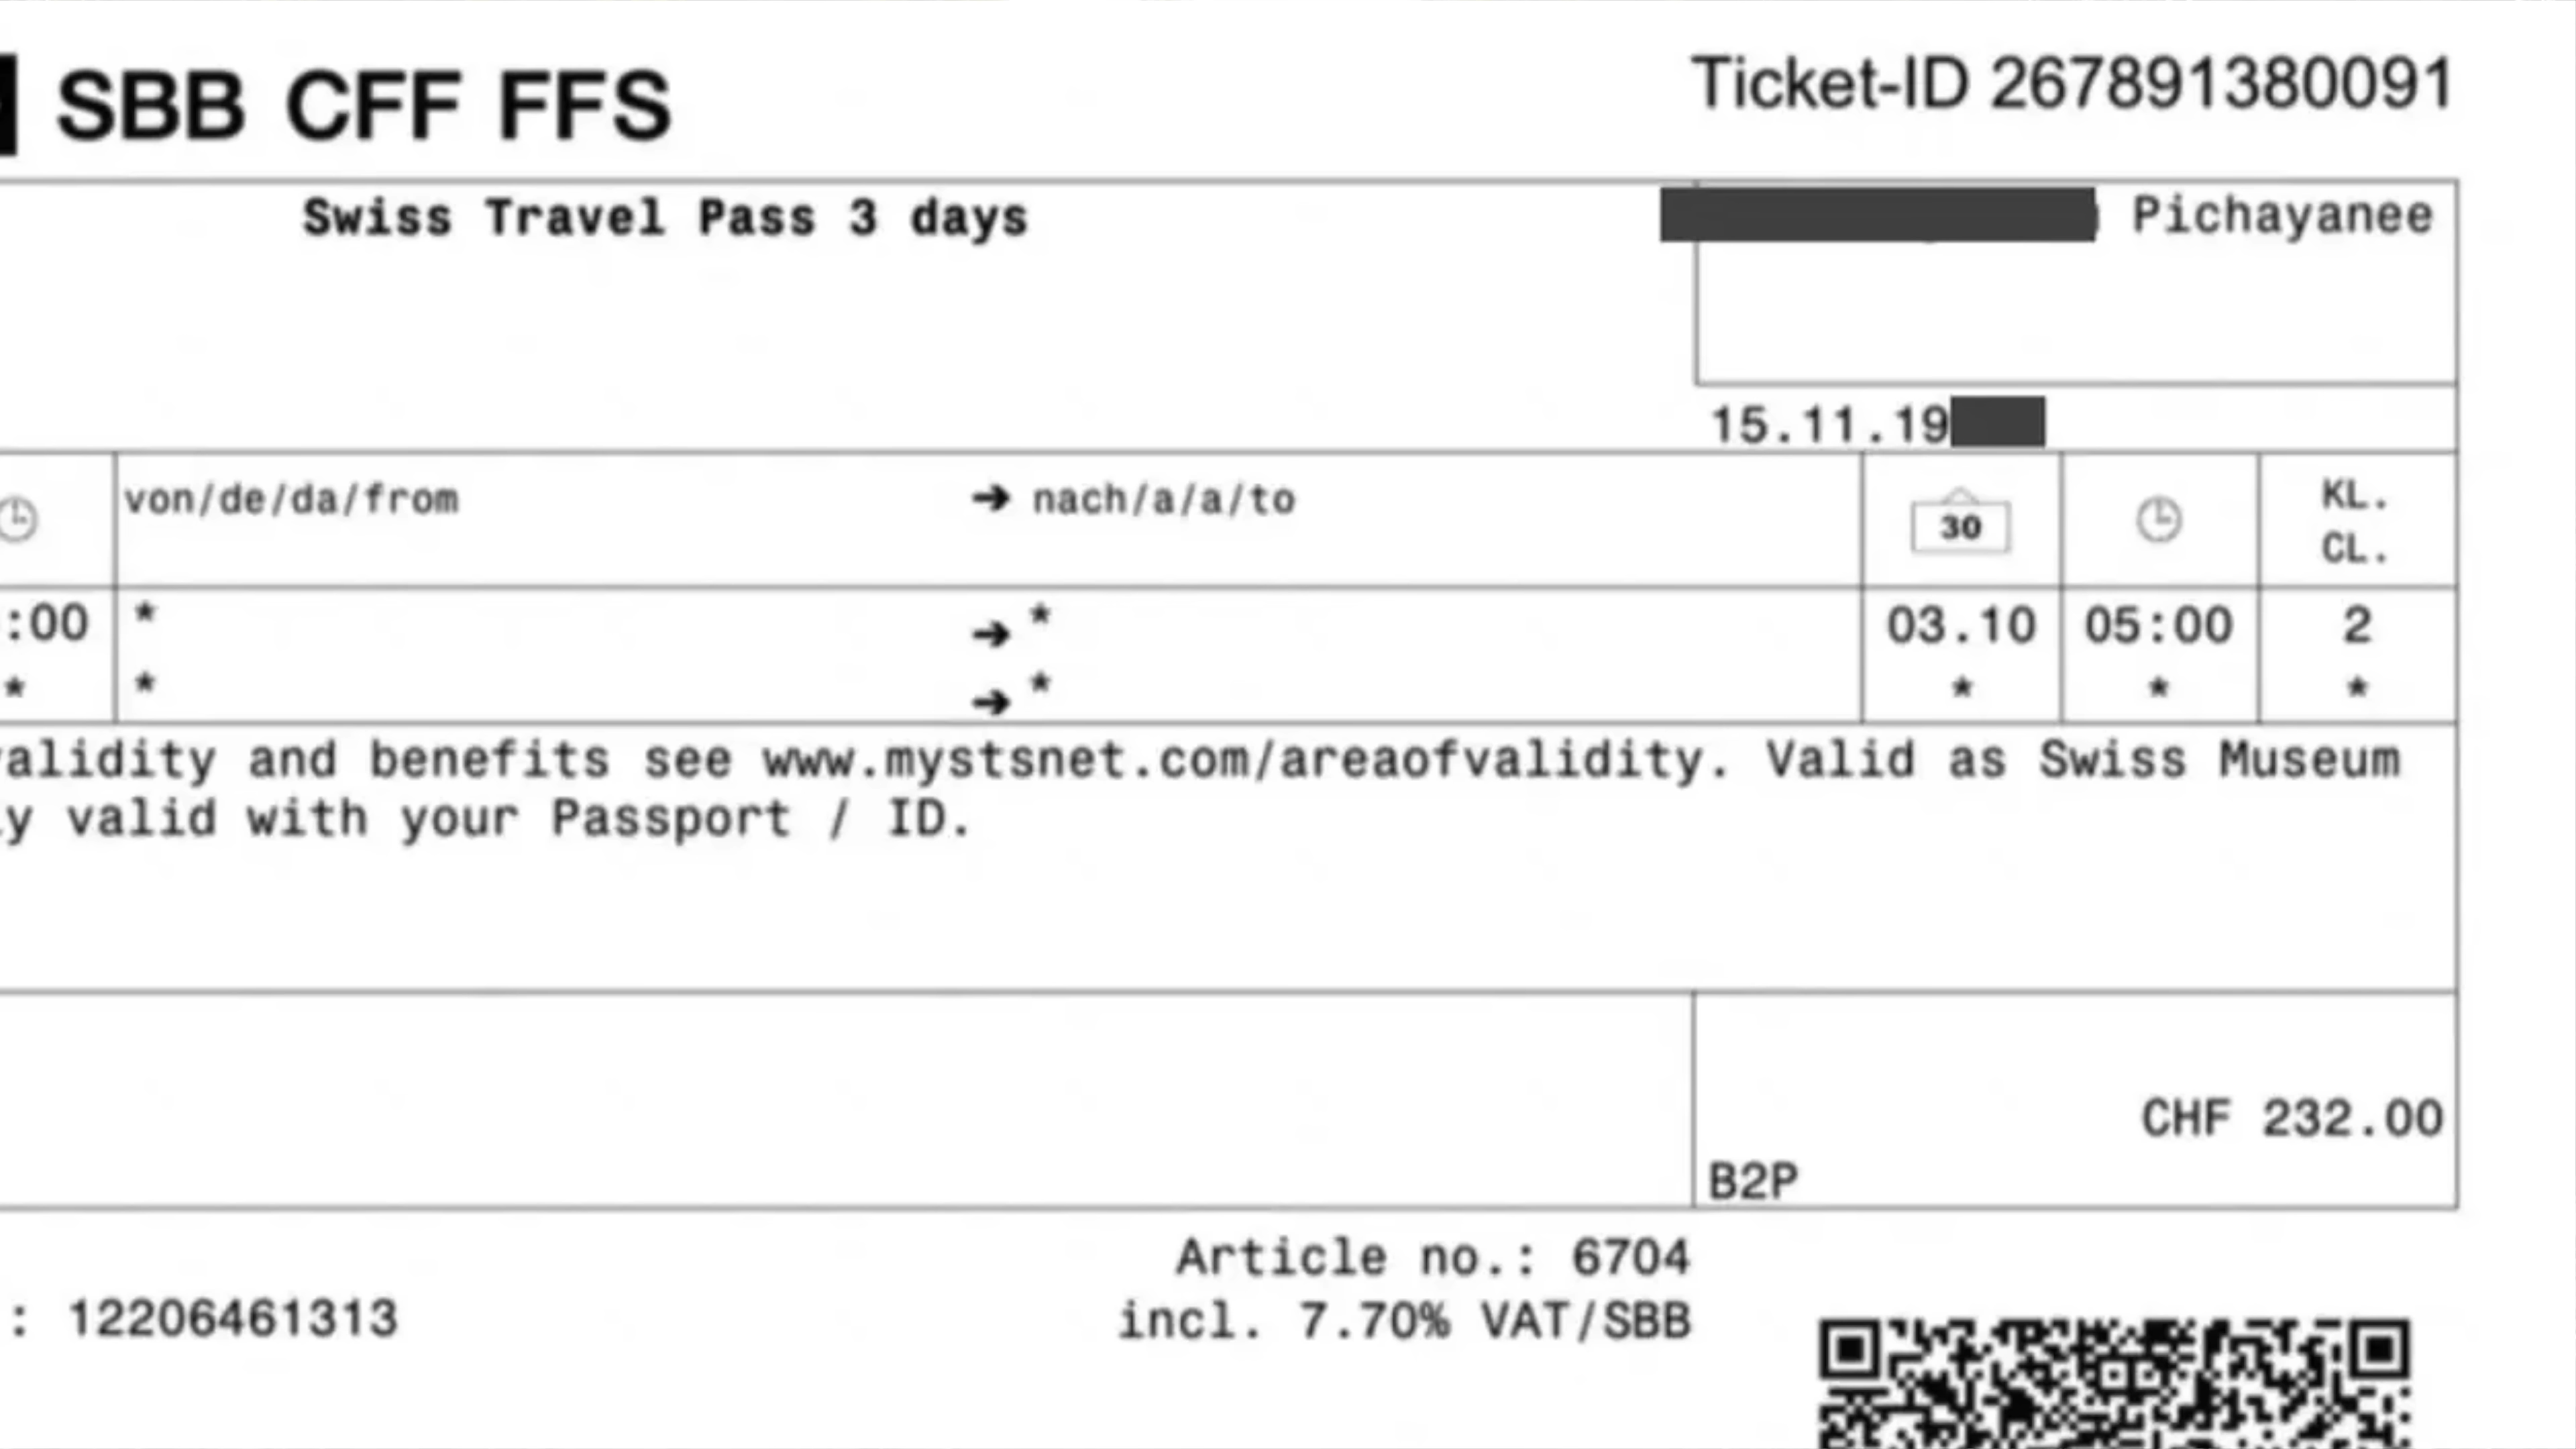 SBB CFF FFS
Ticket-ID 267891380091
Swiss Travel Pass 3 days
Pichayanee
15.11.19
von/de/da/from → nach/a/a/to
30
KL.
CL.
:00 * → * 03.10 05:00 2
* * → * * * *
validity and benefits see www.mystsnet.com/areaofvalidity. Valid as Swiss Museum
y valid with your Passport / ID.
CHF 232.00
B2P
Article no.: 6704
: 12206461313
incl. 7.70% VAT/SBB